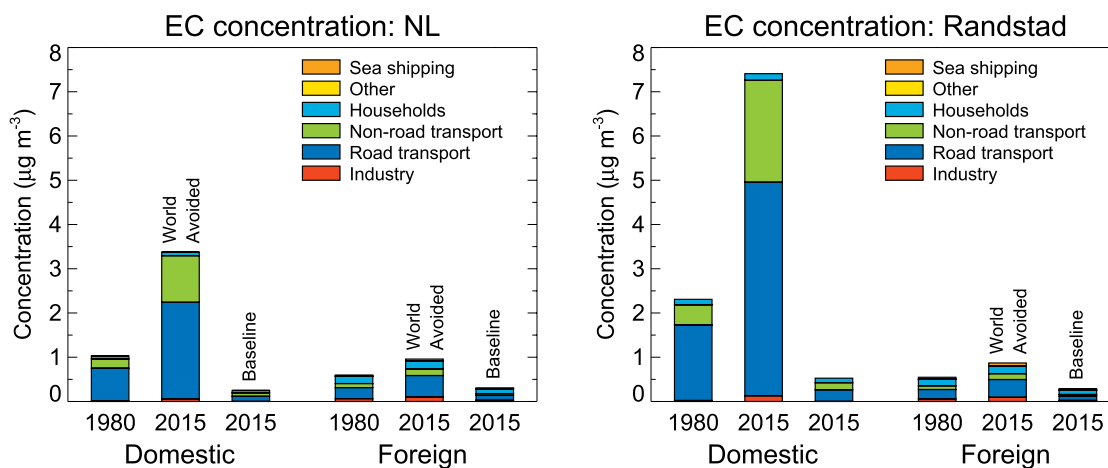 EC concentration: NL
8
7
6
5
4
3
2
1
0
Concentration (µg m-3)
Sea shipping
Other
Households
Non-road transport
Road transport
Industry
World
Avoided
Baseline
World
Avoided
Baseline
1980 2015 2015 1980 2015 2015
Domestic Foreign
EC concentration: Randstad
8
7
6
5
4
3
2
1
0
Concentration (µg m-3)
Sea shipping
Other
Households
Non-road transport
Road transport
Industry
World
Avoided
Baseline
1980 2015 2015 1980 2015 2015
Domestic Foreign